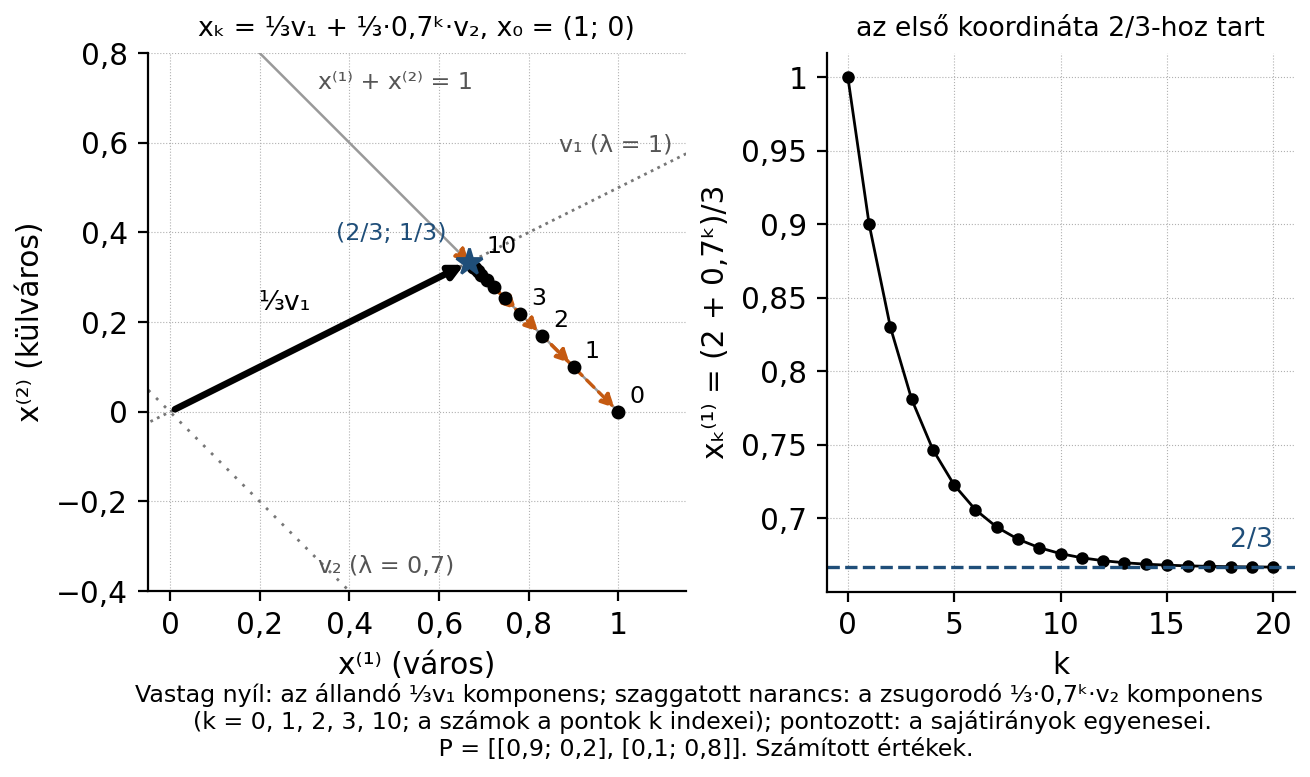 xₖ = ⅓v₁ + ⅓·0,7ᵏ·v₂, x₀ = (1; 0)
0,8
0,6
0,4
0,2
0
−0,2
−0,4
x⁽¹⁾ + x⁽²⁾ = 1
v₁ (λ = 1)
(2/3; 1/3)
10
⅓v₁
3
2
1
0
v₂ (λ = 0,7)
0 0,2 0,4 0,6 0,8 1
x⁽¹⁾ (város)
x⁽²⁾ (külváros)
az első koordináta 2/3-hoz tart
1
0,95
0,9
0,85
0,8
0,75
0,7
2/3
0 5 10 15 20
k
xₖ⁽¹⁾ = (2 + 0,7ᵏ)/3
Vastag nyíl: az állandó ⅓v₁ komponens; szaggatott narancs: a zsugorodó ⅓·0,7ᵏ·v₂ komponens
(k = 0, 1, 2, 3, 10; a számok a pontok k indexei); pontozott: a sajátirányok egyenesei.
P = [[0,9; 0,2], [0,1; 0,8]]. Számított értékek.